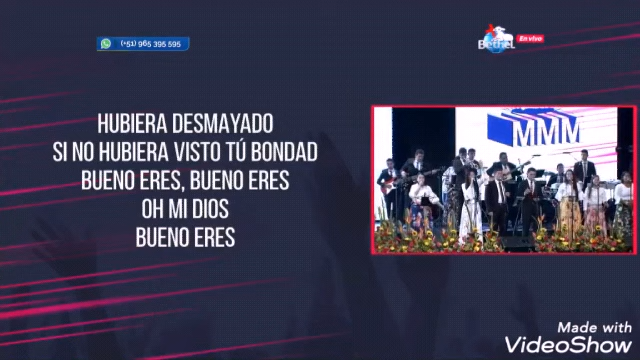 (+51) 965 395 595
Bethel
En vivo
HUBIERA DESMAYADO
SI NO HUBIERA VISTO TÚ BONDAD
BUENO ERES, BUENO ERES
OH MI DIOS
BUENO ERES
MMM
Made with
VideoShow